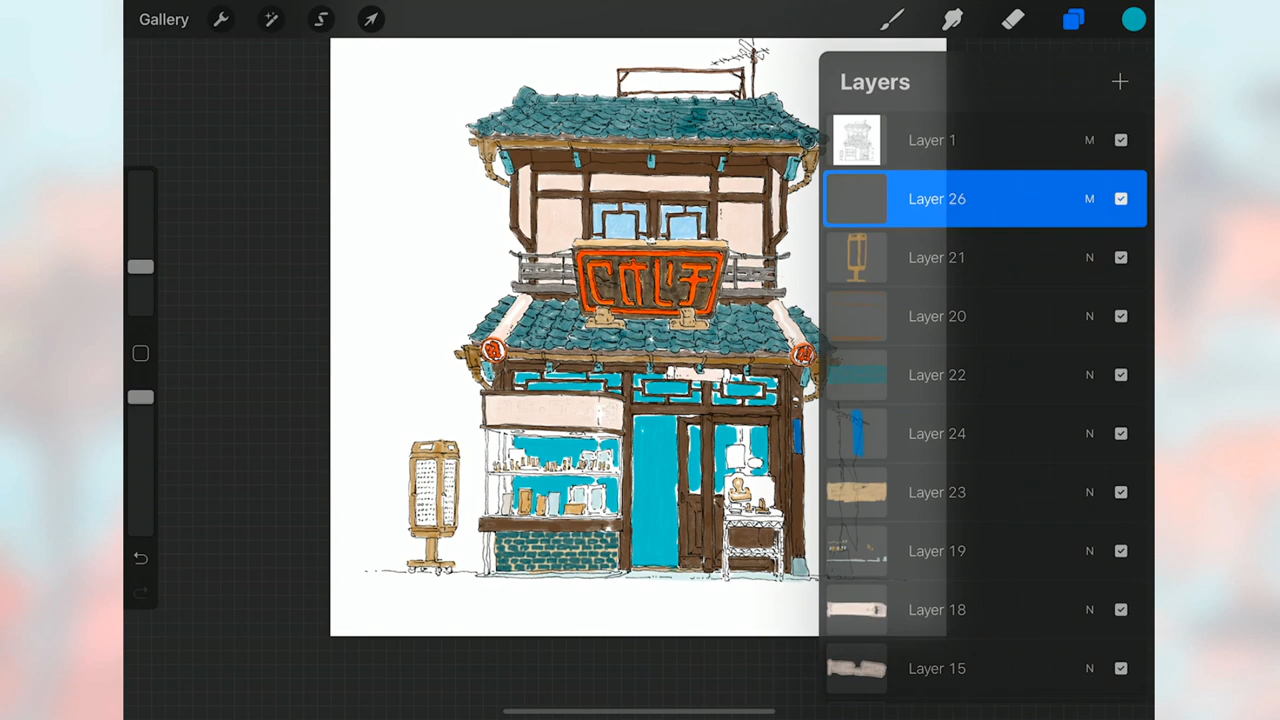 Gallery
Layers
Layer 1 M
Layer 26 M
Layer 21 N
Layer 20 N
Layer 22 N
Layer 24 N
Layer 23 N
Layer 19 N
Layer 18 N
Layer 15 N